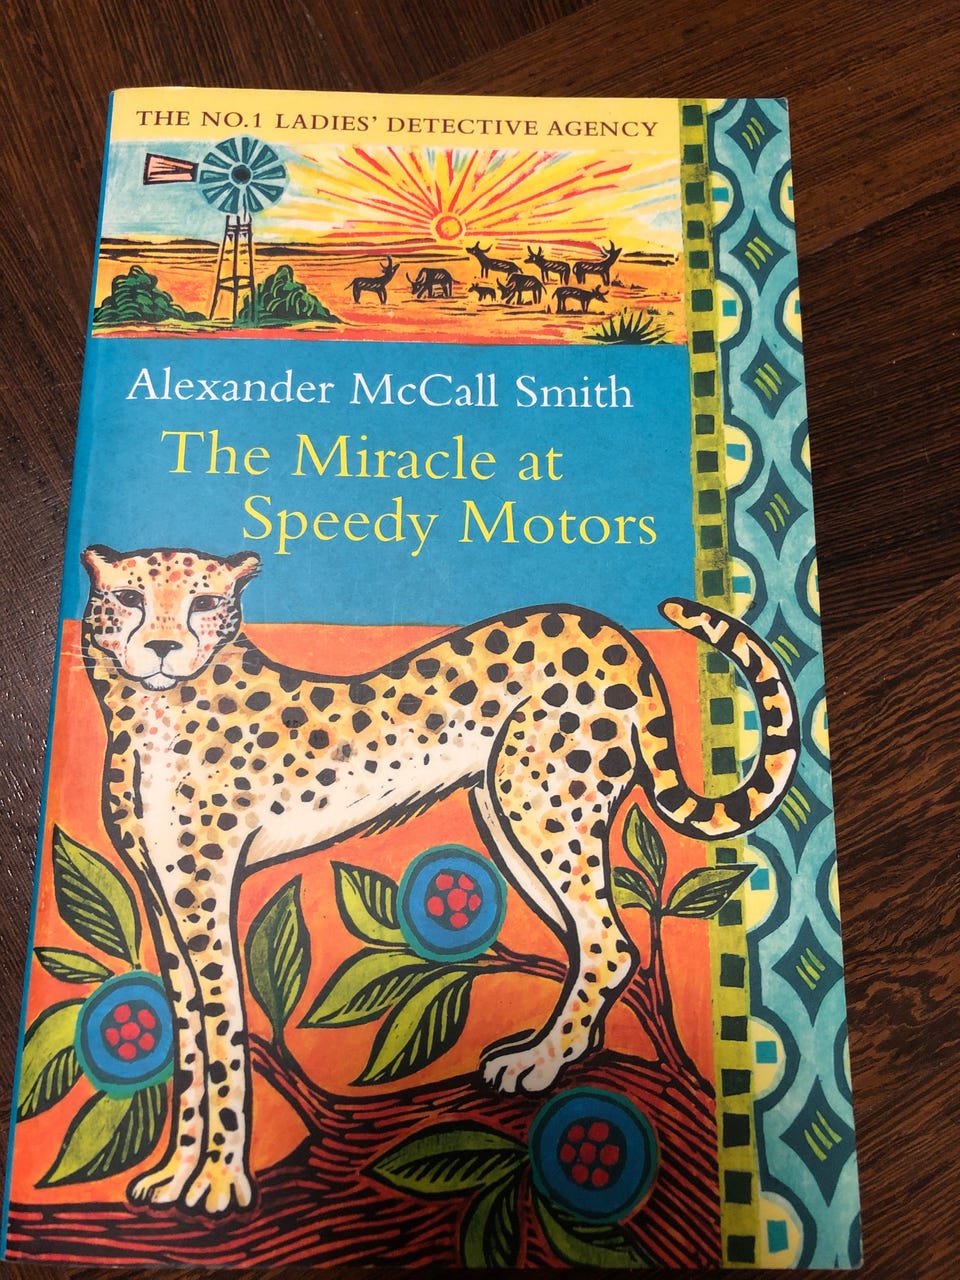 THE NO.1 LADIES' DETECTIVE AGENCY
Alexander McCall Smith
The Miracle at
Speedy Motors